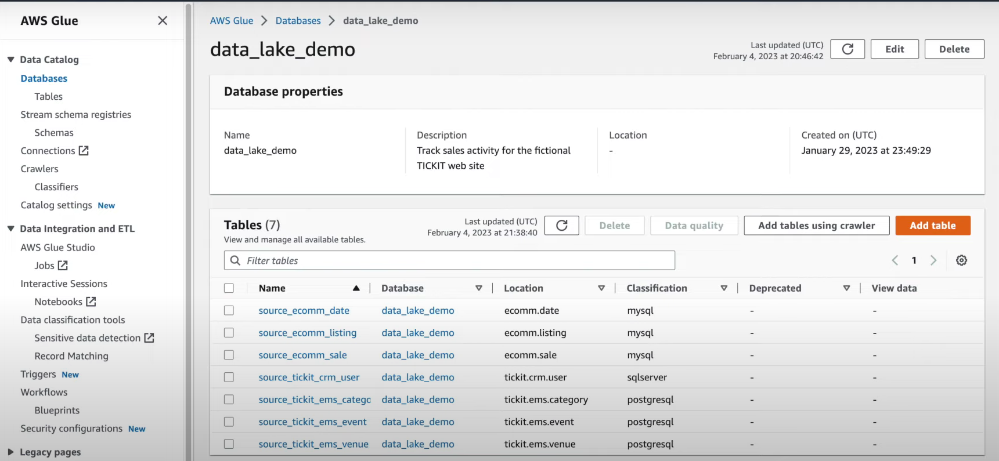 AWS Glue
Data Catalog
Databases
Tables
Stream schema registries
Schemas
Connections
Crawlers
Classifiers
Catalog settings New
Data Integration and ETL
AWS Glue Studio
Jobs
Interactive Sessions
Notebooks
Data classification tools
Sensitive data detection
Record Matching
Triggers New
Workflows
Blueprints
Security configurations New
Legacy pages
AWS Glue > Databases > data_lake_demo
data_lake_demo
Last updated (UTC)
February 4, 2023 at 20:46:42
Edit
Delete
Database properties
Name
data_lake_demo
Description
Track sales activity for the fictional
TICKIT web site
Location
-
Created on (UTC)
January 29, 2023 at 23:49:29
Tables (7)
View and manage all available tables.
Last updated (UTC)
February 4, 2023 at 21:38:40
Delete
Data quality
Add tables using crawler
Add table
Filter tables
1
Name Database Location Classification Deprecated View data
source_ecomm_date data_lake_demo ecomm.date mysql - -
source_ecomm_listing data_lake_demo ecomm.listing mysql - -
source_ecomm_sale data_lake_demo ecomm.sale mysql - -
source_tickit_crm_user data_lake_demo tickit.crm.user sqlserver - -
source_tickit_ems_catego data_lake_demo tickit.ems.category postgresql - -
source_tickit_ems_event data_lake_demo tickit.ems.event postgresql - -
source_tickit_ems_venue data_lake_demo tickit.ems.venue postgresql - -